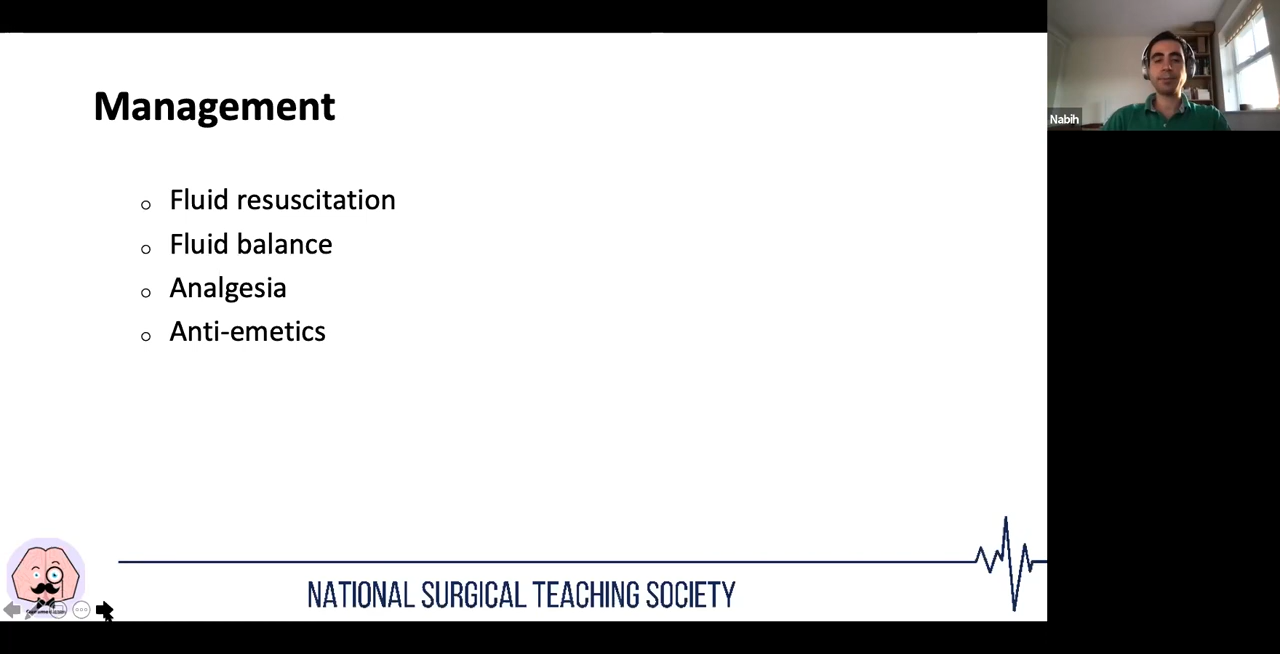 Management
Fluid resuscitation
Fluid balance
Analgesia
Anti-emetics
NATIONAL SURGICAL TEACHING SOCIETY
Nabih